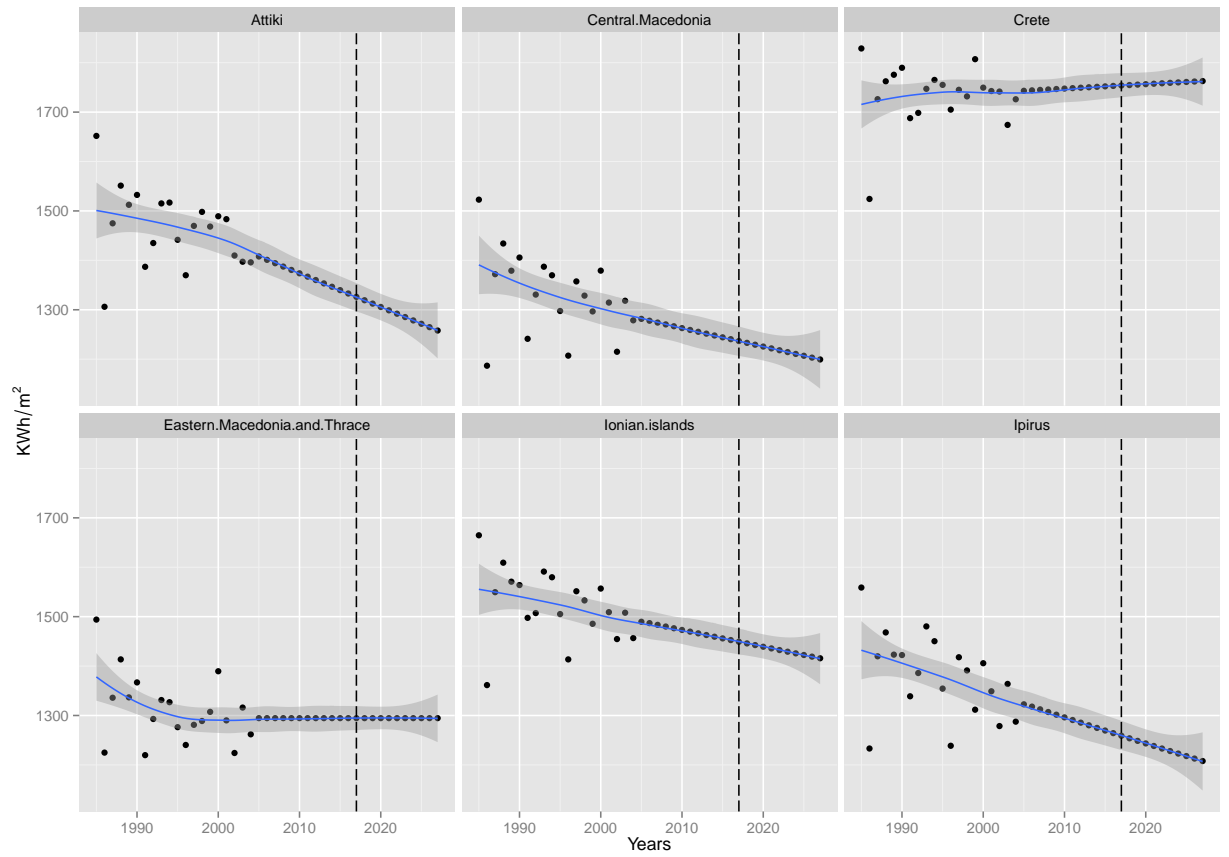 Attiki Central.Macedonia Crete
1700
1500
1300
KWh/m²
Eastern.Macedonia.and.Thrace Ionian.islands Ipirus
1700
1500
1300
1990 2000 2010 2020 1990 2000 2010 2020 1990 2000 2010 2020
Years